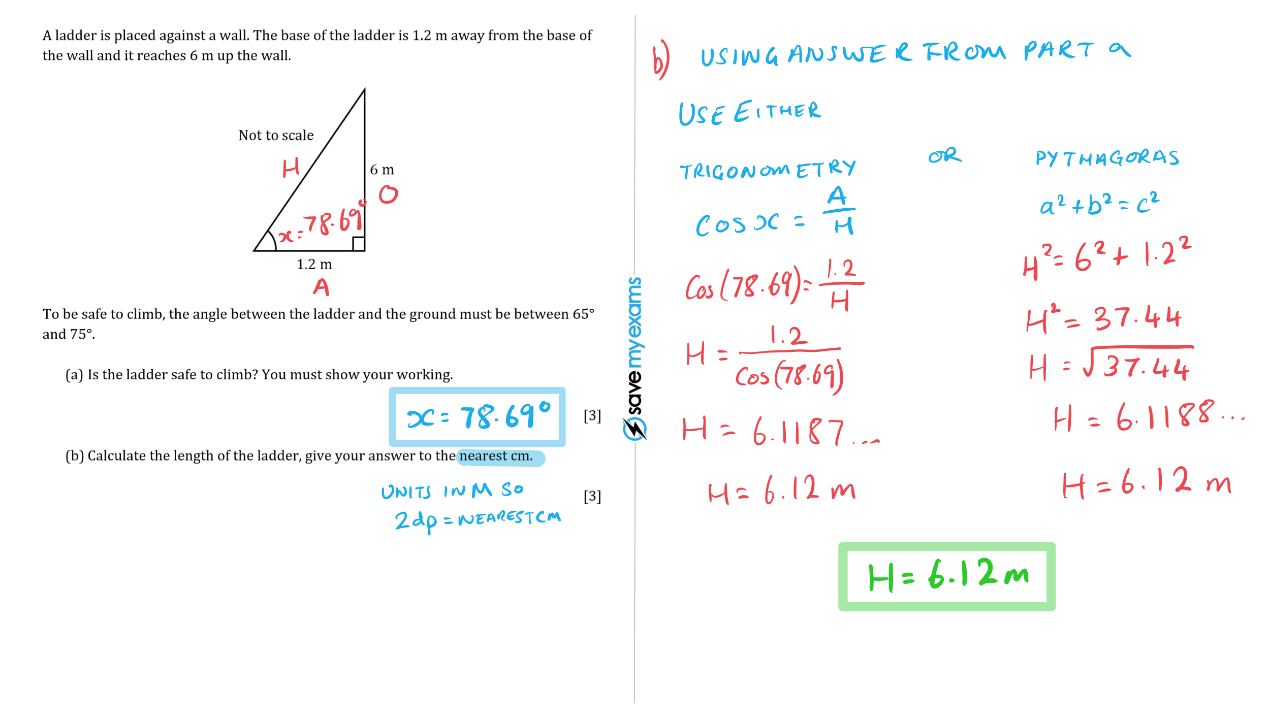 A ladder is placed against a wall. The base of the ladder is 1.2 m away from the base of
the wall and it reaches 6 m up the wall.
Not to scale
H
6 m
O
x = 78.69°
1.2 m
A
To be safe to climb, the angle between the ladder and the ground must be between 65°
and 75°.
(a) Is the ladder safe to climb? You must show your working.
x = 78.69°
[3]
(b) Calculate the length of the ladder, give your answer to the nearest cm.
UNITS IN M SO
[3]
2dp = NEAREST CM
savemyexams
b) USING ANSWER FROM PART a
USE EITHER
TRIGONOMETRY
cos x = A/H
Cos(78.69) = 1.2/H
H = 1.2/Cos(78.69)
H = 6.1187...
H = 6.12 m
OR
PYTHAGORAS
a² + b² = c²
H² = 6² + 1.2²
H² = 37.44
H = √37.44
H = 6.1188...
H = 6.12 m
H = 6.12 m